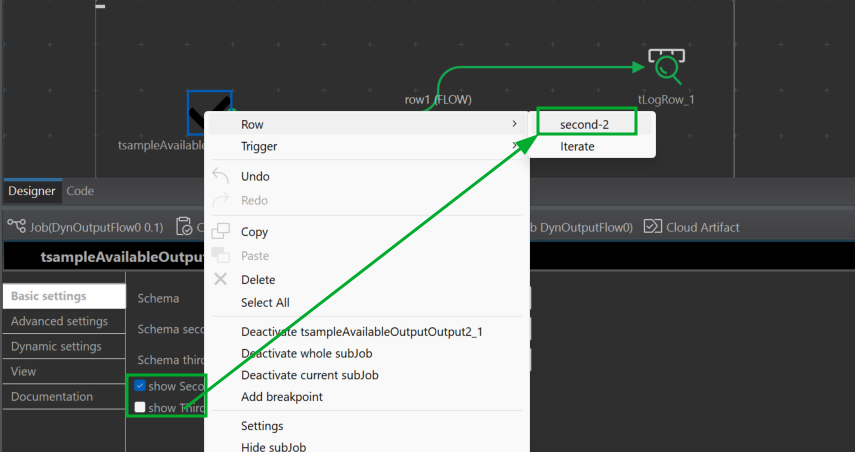 row1 (FLOW)
tLogRow_1
tsampleAvailable
Row
second-2
Trigger
Iterate
Designer
Code
Undo
Redo
Job(DynOutputFlow0 0.1)
Copy
DynOutputFlow0)
Cloud Artifact
tsampleAvailableOutpu
Paste
Delete
Basic settings
Schema
Select All
Advanced settings
Schema seco
Deactivate tsampleAvailableOutputOutput2_1
Dynamic settings
Deactivate whole subJob
Schema third
View
Deactivate current subJob
show Seco
Documentation
Add breakpoint
show Third
Settings
Hide subJob